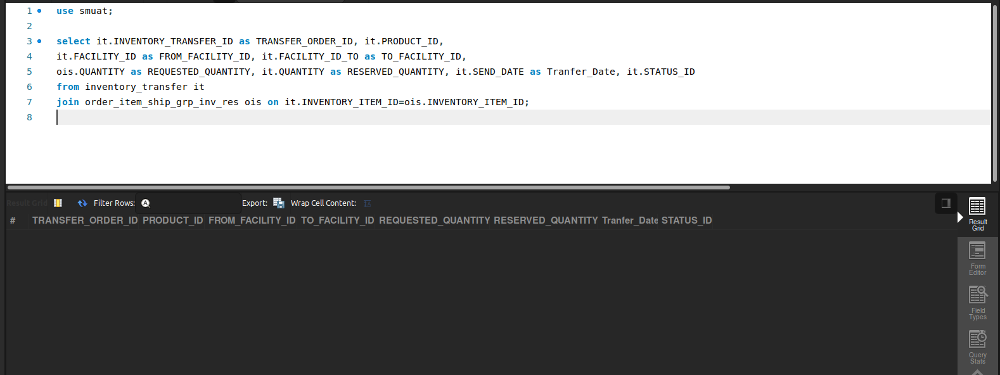 1 use smuat;
2
3 select it.INVENTORY_TRANSFER_ID as TRANSFER_ORDER_ID, it.PRODUCT_ID,
4 it.FACILITY_ID as FROM_FACILITY_ID, it.FACILITY_ID_TO as TO_FACILITY_ID,
5 ois.QUANTITY as REQUESTED_QUANTITY, it.QUANTITY as RESERVED_QUANTITY, it.SEND_DATE as Tranfer_Date, it.STATUS_ID
6 from inventory_transfer it
7 join order_item_ship_grp_inv_res ois on it.INVENTORY_ITEM_ID=ois.INVENTORY_ITEM_ID;
8
Result Grid Filter Rows: Export: Wrap Cell Content:
# TRANSFER_ORDER_ID PRODUCT_ID FROM_FACILITY_ID TO_FACILITY_ID REQUESTED_QUANTITY RESERVED_QUANTITY Tranfer_Date STATUS_ID
Result
Grid
Form
Editor
Field
Types
Query
Stats